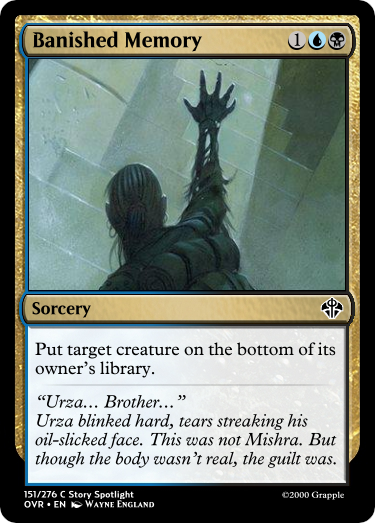 Banished Memory 1
Sorcery
Put target creature on the bottom of its
owner's library.
“Urza… Brother…”
Urza blinked hard, tears streaking his
oil-slicked face. This was not Mishra. But
though the body wasn't real, the guilt was.
151/276 C Story Spotlight
OVR • EN Wayne England
©2000 Grapple